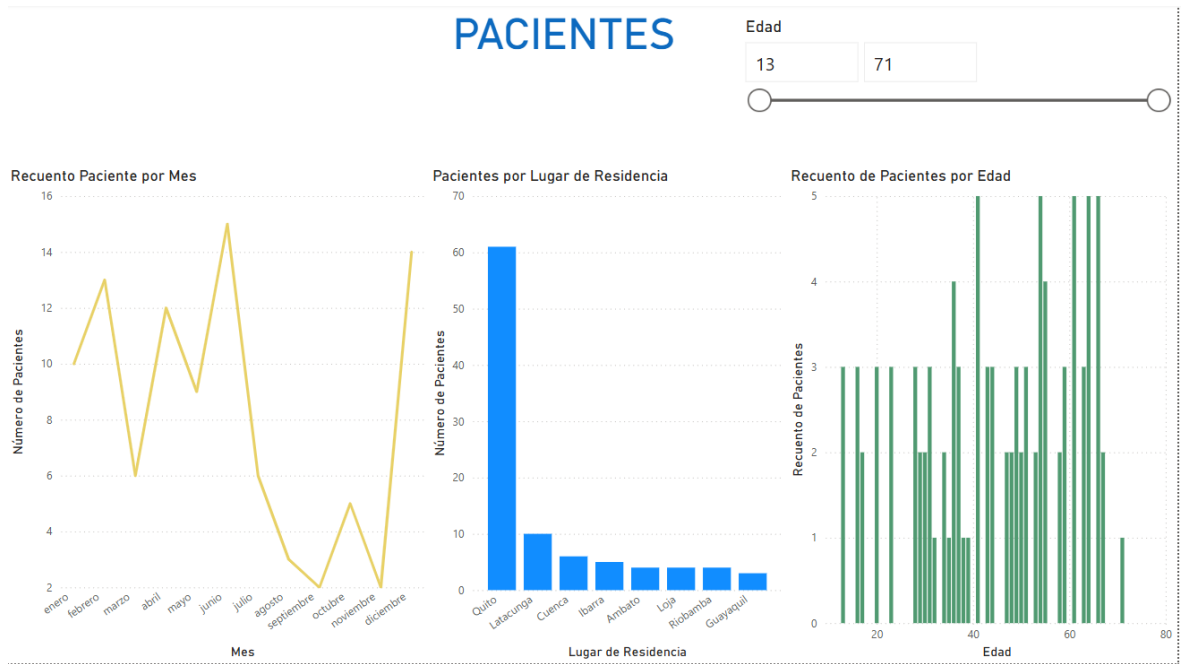 PACIENTES
Edad
13
71
Recuento Paciente por Mes
16
14
12
10
8
6
4
2
Número de Pacientes
enero
febrero
marzo
abril
mayo
junio
julio
agosto
septiembre
octubre
noviembre
diciembre
Mes
Pacientes por Lugar de Residencia
70
60
50
40
30
20
10
0
Número de Pacientes
Quito
Latacunga
Cuenca
Ibarra
Ambato
Loja
Riobamba
Guayaquil
Lugar de Residencia
Recuento de Pacientes por Edad
5
4
3
2
1
0
Recuento de Pacientes
20
40
60
80
Edad